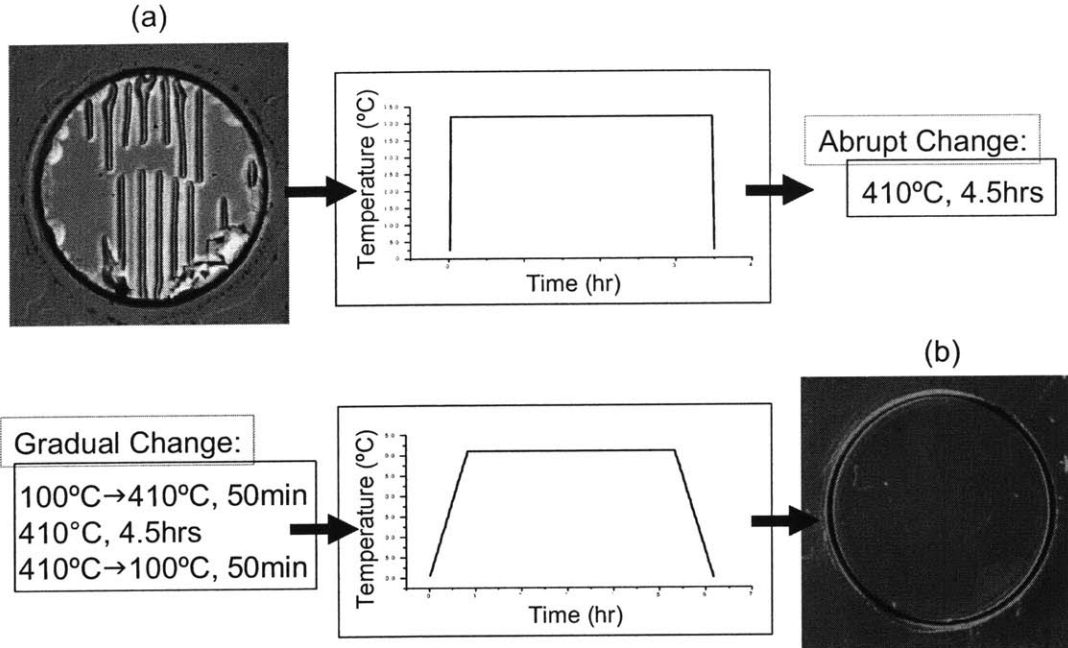 (a)
Temperature (ºC)
Time (hr)
Abrupt Change:
410ºC, 4.5hrs
(b)
Gradual Change:
100ºC→410ºC, 50min
410°C, 4.5hrs
410ºC→100ºC, 50min
Temperature (ºC)
Time (hr)